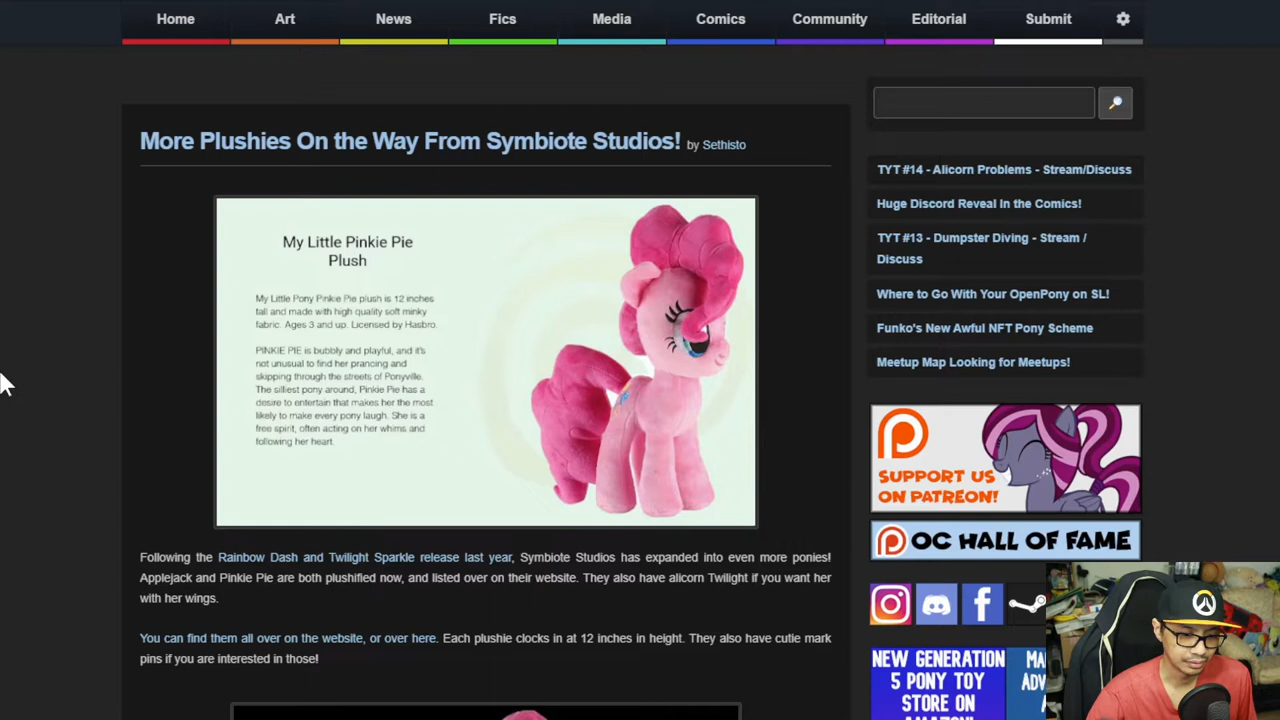 Home Art News Fics Media Comics Community Editorial Submit
More Plushies On the Way From Symbiote Studios! by Sethisto
My Little Pinkie Pie
Plush
My Little Pony Pinkie Pie plush is 12 inches
tall and made with high quality soft minky
fabric. Ages 3 and up. Licensed by Hasbro.
PINKIE PIE is bubbly and playful, and it's
not unusual to find her prancing and
skipping through the streets of Ponyville.
The silliest pony around, Pinkie Pie has a
desire to entertain that makes her the most
likely to make every pony laugh. She is a
free spirit, often acting on her whims and
following her heart.
Following the Rainbow Dash and Twilight Sparkle release last year, Symbiote Studios has expanded into even more ponies!
Applejack and Pinkie Pie are both plushified now, and listed over on their website. They also have alicorn Twilight if you want her
with her wings.
You can find them all over on the website, or over here. Each plushie clocks in at 12 inches in height. They also have cutie mark
pins if you are interested in those!
TYT #14 - Alicorn Problems - Stream/Discuss
Huge Discord Reveal In the Comics!
TYT #13 - Dumpster Diving - Stream /
Discuss
Where to Go With Your OpenPony on SL!
Funko's New Awful NFT Pony Scheme
Meetup Map Looking for Meetups!
SUPPORT US
ON PATREON!
OC HALL OF FAME
NEW GENERATION
5 PONY TOY
STORE ON
AMAZON!
MA
ADV